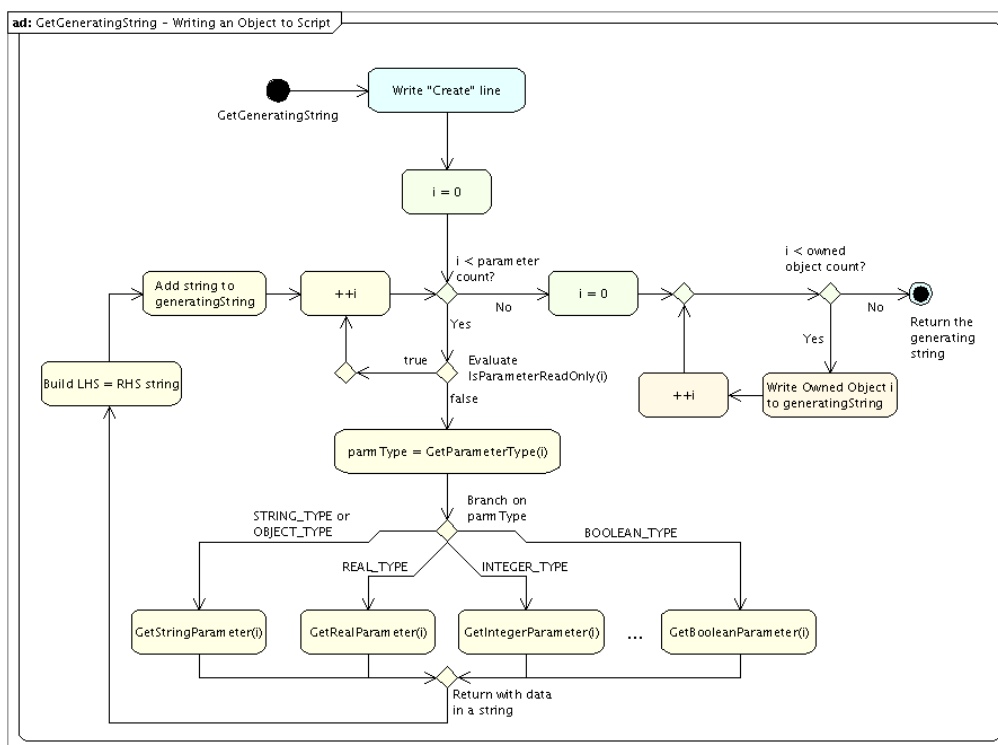 ad: GetGeneratingString - Writing an Object to Script
Write "Create" line
GetGeneratingString
i = 0
i < parameter
count?
i < owned
object count?
Add string to
generatingString
++i
No
i = 0
No
Return the
generating
string
Yes
Yes
true
Evaluate
IsParameterReadOnly(i)
Build LHS = RHS string
false
++i
Write Owned Object i
to generatingString
parmType = GetParameterType(i)
Branch on
parmType
STRING_TYPE or
OBJECT_TYPE
BOOLEAN_TYPE
REAL_TYPE
INTEGER_TYPE
GetStringParameter(i)
GetRealParameter(i)
GetIntegerParameter(i)
...
GetBooleanParameter(i)
Return with data
in a string